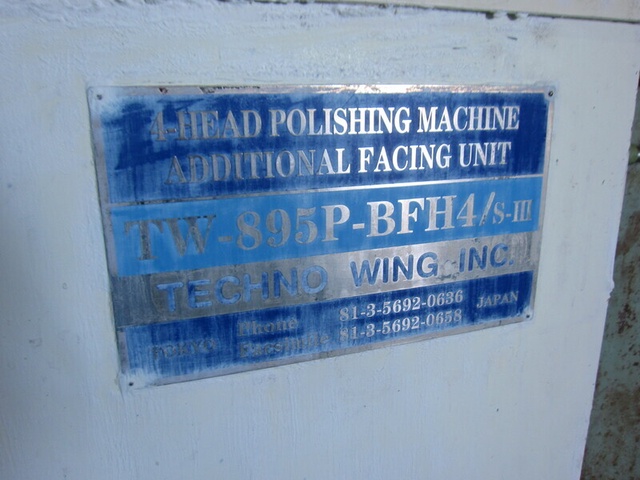 4-HEAD POLISHING MACHINE
ADDITIONAL FACING UNIT
TW-895P-BFH4/S-III
TECHNO WING INC.
Phone 81-3-5692-0636 JAPAN
Facsimile 81-3-5692-0658